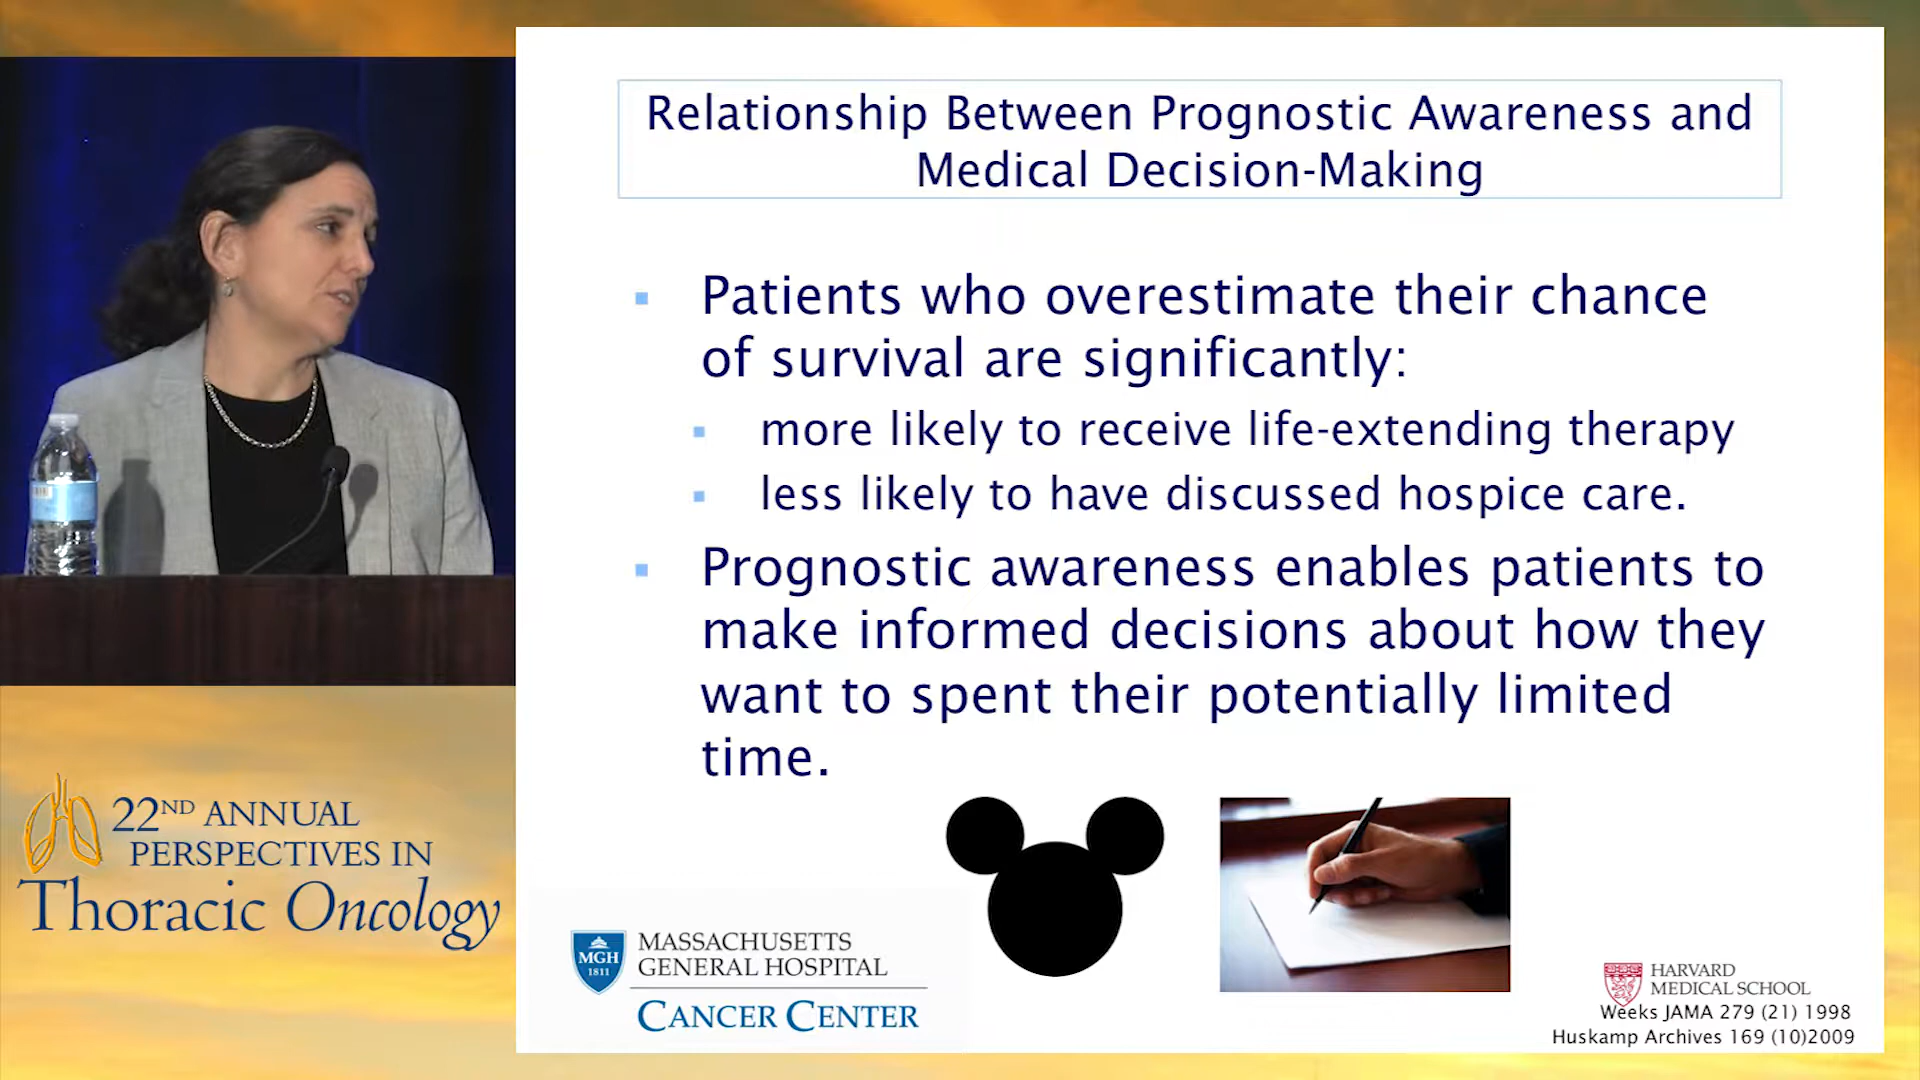 Relationship Between Prognostic Awareness and
Medical Decision-Making
Patients who overestimate their chance
of survival are significantly:
more likely to receive life-extending therapy
less likely to have discussed hospice care.
Prognostic awareness enables patients to
make informed decisions about how they
want to spent their potentially limited
time.
22ND ANNUAL
PERSPECTIVES IN
Thoracic Oncology
MGH
1811
MASSACHUSETTS
GENERAL HOSPITAL
CANCER CENTER
HARVARD
MEDICAL SCHOOL
Weeks JAMA 279 (21) 1998
Huskamp Archives 169 (10)2009